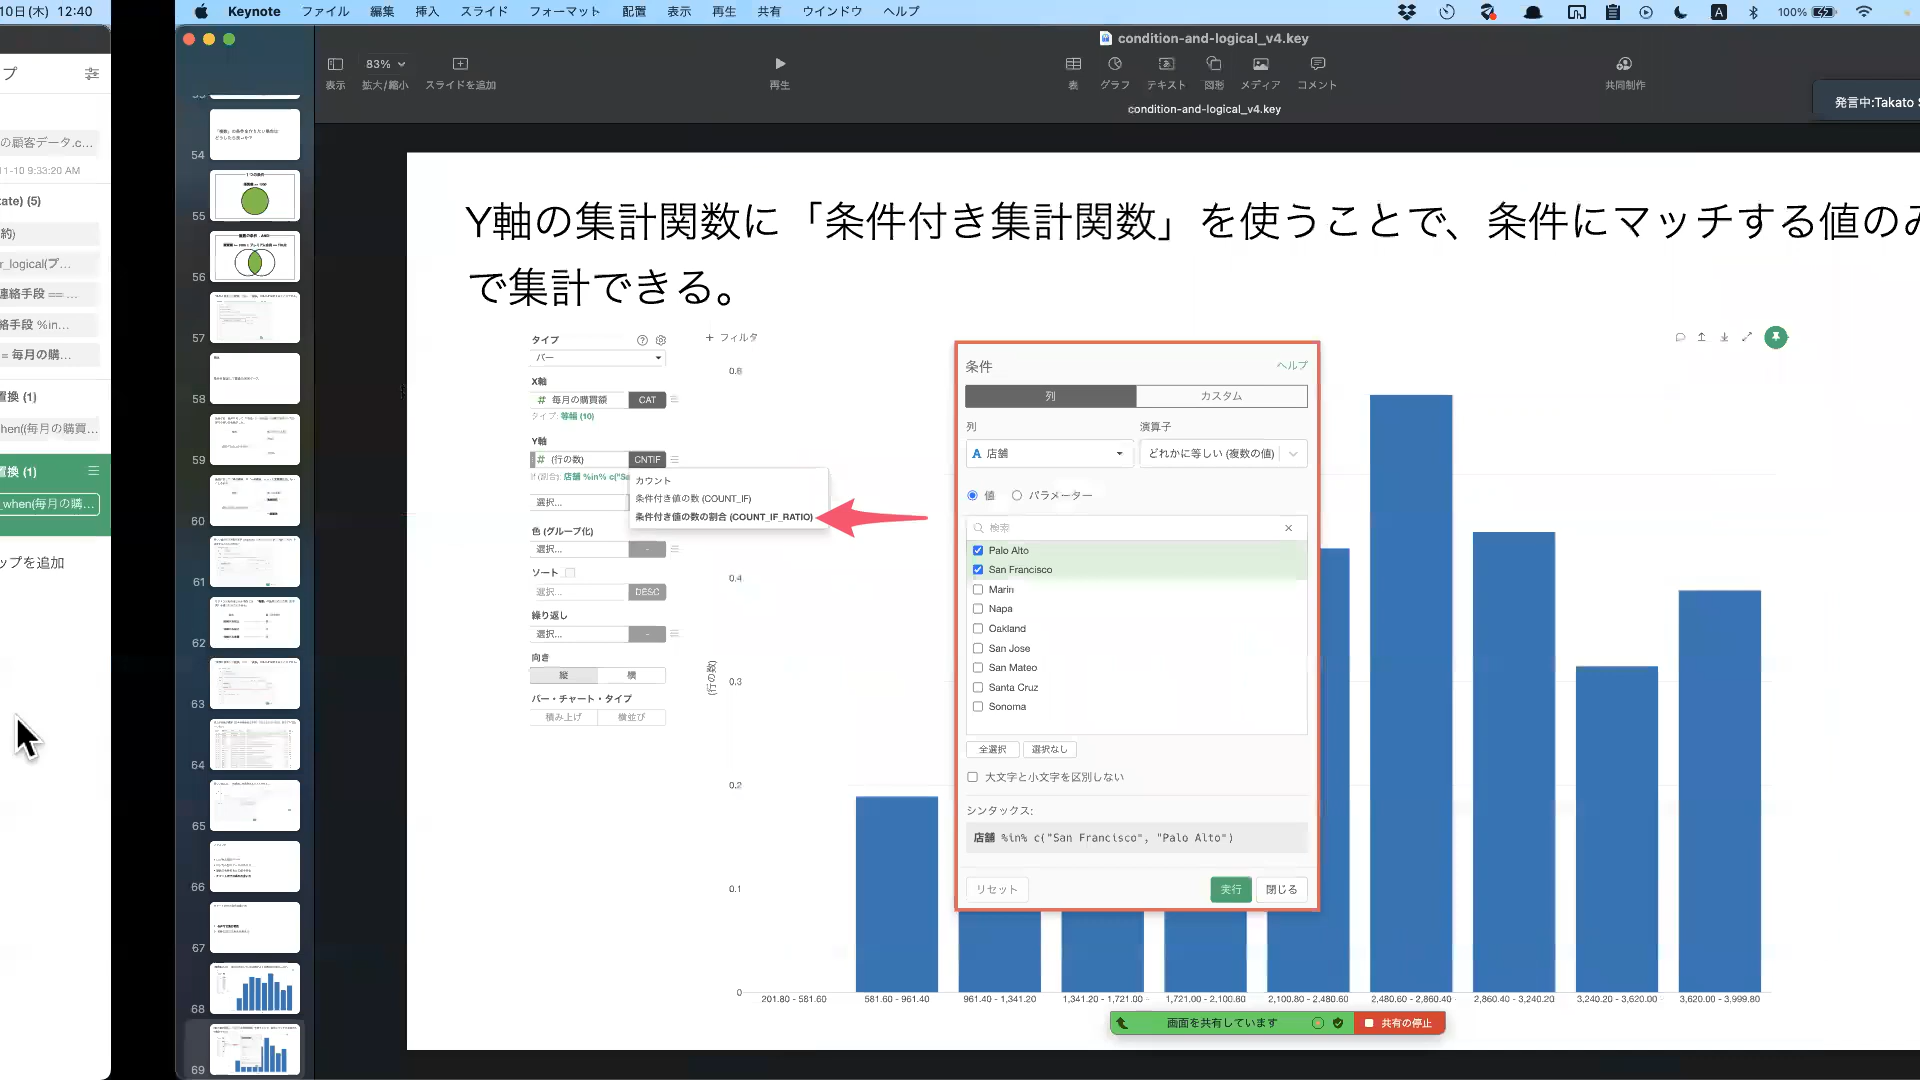 10日(木) 12:40
Keynote ファイル 編集 挿入 スライド フォーマット 配置 表示 再生 共有 ウインドウ ヘルプ
A 100%
condition-and-logical_v4.key
83%
表示 拡大/縮小 スライドを追加 再生 表 グラフ テキスト 図形 メディア コメント 共同制作
condition-and-logical_v4.key
発言中:Takato S
プ
の顧客データ.c...
11-10 9:33:20 AM
tate) (5)
約)
r_logical(プ...
連絡手段 == ...
絡手段 %in...
= 毎月の購...
置換 (1)
hen((毎月の購買...
置換 (1)
_when(毎月の購...
ップを追加
54
55
56
57
58
59
60
61
62
63
64
65
66
67
68
69
Y軸の集計関数に「条件付き集計関数」を使うことで、条件にマッチする値のみ
で集計できる。
タイプ
バー
X軸
# 毎月の購買額 CAT
タイプ: 等幅 (10)
Y軸
# (行の数) CNTIF
If (割合): 店舗 %in% c("Sa
選択...
カウント
条件付き値の数 (COUNT_IF)
条件付き値の数の割合 (COUNT_IF_RATIO)
色 (グループ化)
選択... -
ソート
選択... DESC
繰り返し
選択... -
向き
縦 横
バー・チャート・タイプ
積み上げ 横並び
+ フィルタ
0.8
0.4
0.3
0.2
0.1
0
(行の数)
201.80 - 581.60
581.60 - 961.40
961.40 - 1,341.20
1,341.20 - 1,721.00
1,721.00 - 2,100.80
2,100.80 - 2,480.60
2,480.60 - 2,860.40
2,860.40 - 3,240.20
3,240.20 - 3,620.00
3,620.00 - 3,999.80
条件 ヘルプ
列 カスタム
列 演算子
A 店舗 どれかに等しい (複数の値)
値 パラメーター
検索
Palo Alto
San Francisco
Marin
Napa
Oakland
San Jose
San Mateo
Santa Cruz
Sonoma
全選択 選択なし
大文字と小文字を区別しない
シンタックス:
店舗 %in% c("San Francisco", "Palo Alto")
リセット 実行 閉じる
画面を共有しています 共有の停止